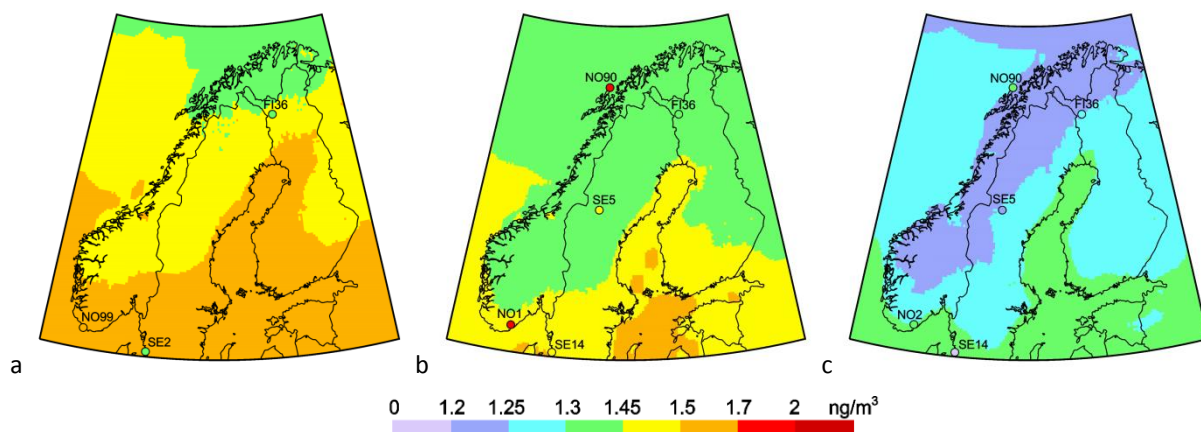 FI36
NO99
SE2
a
NO90
FI36
SE5
NO1
SE14
b
NO90
FI36
SE5
NO2
SE14
c
0 1.2 1.25 1.3 1.45 1.5 1.7 2 ng/m³